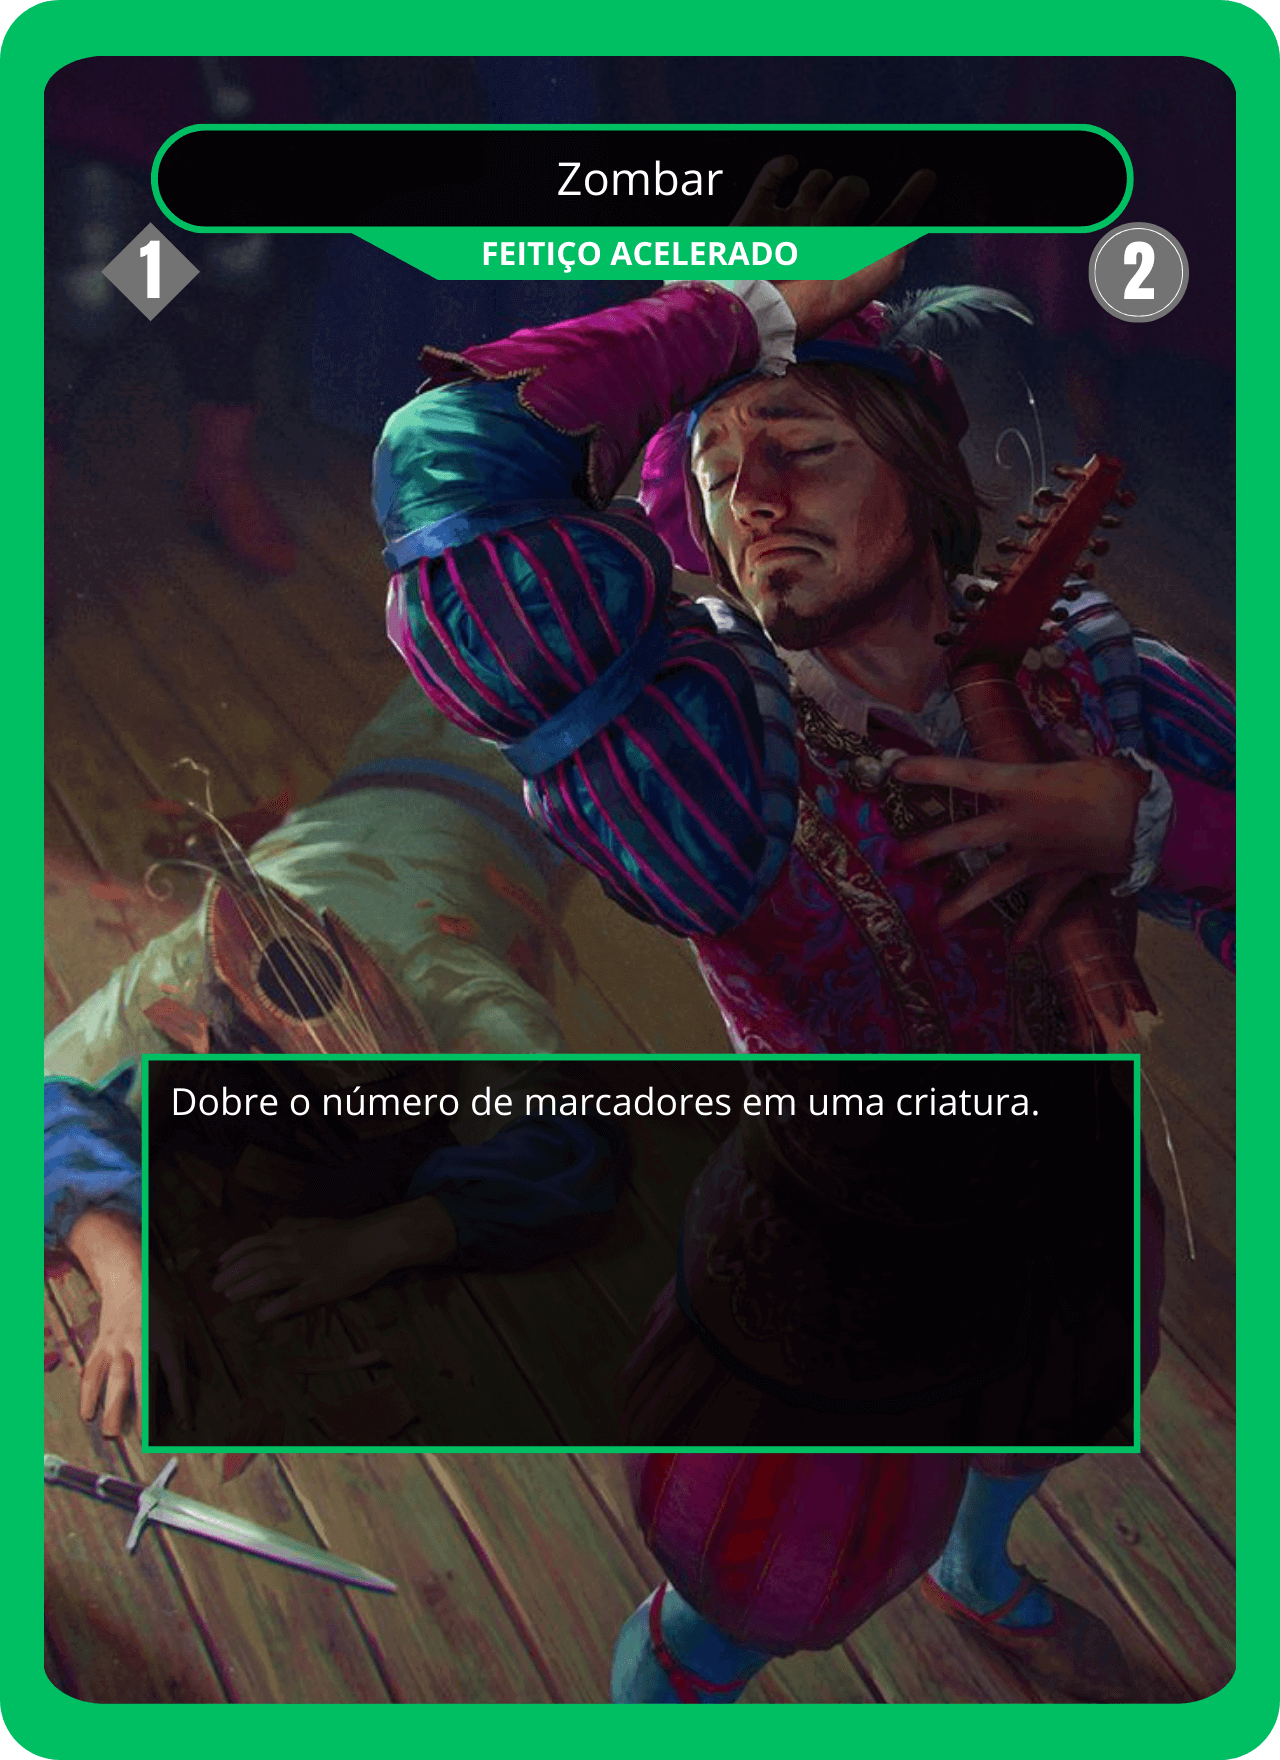 Zombar
FEITIÇO ACELERADO
1
2
Dobre o número de marcadores em uma criatura.